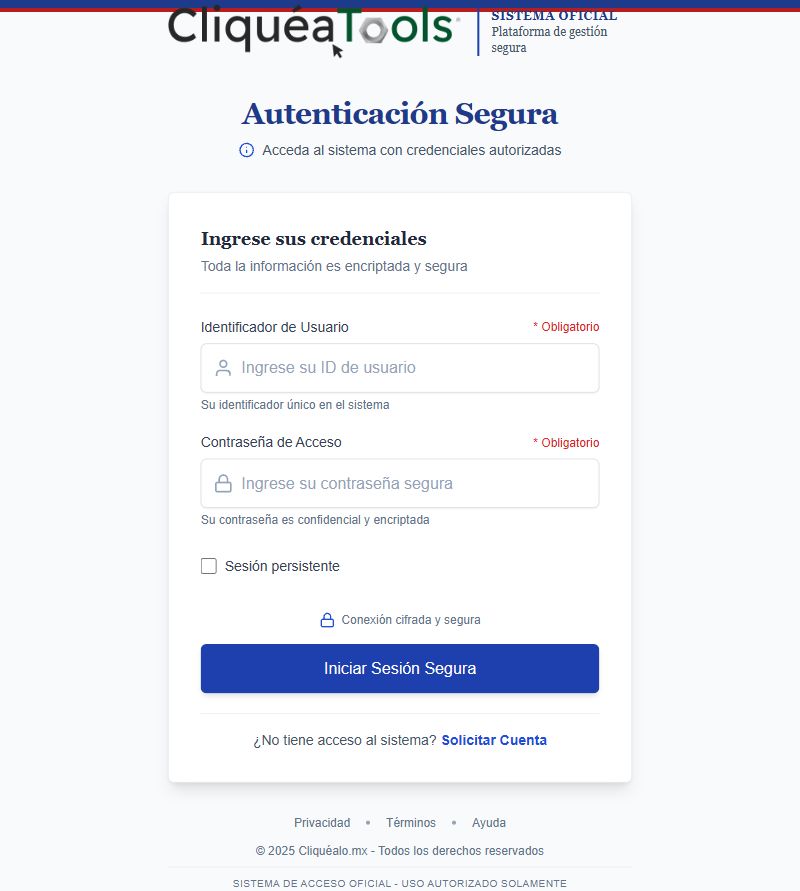 CliquéaTools
SISTEMA OFICIAL
Plataforma de gestión
segura
Autenticación Segura
Acceda al sistema con credenciales autorizadas
Ingrese sus credenciales
Toda la información es encriptada y segura
Identificador de Usuario * Obligatorio
Ingrese su ID de usuario
Su identificador único en el sistema
Contraseña de Acceso * Obligatorio
Ingrese su contraseña segura
Su contraseña es confidencial y encriptada
Sesión persistente
Conexión cifrada y segura
Iniciar Sesión Segura
¿No tiene acceso al sistema? Solicitar Cuenta
Privacidad • Términos • Ayuda
© 2025 Cliquéalo.mx - Todos los derechos reservados
SISTEMA DE ACCESO OFICIAL - USO AUTORIZADO SOLAMENTE